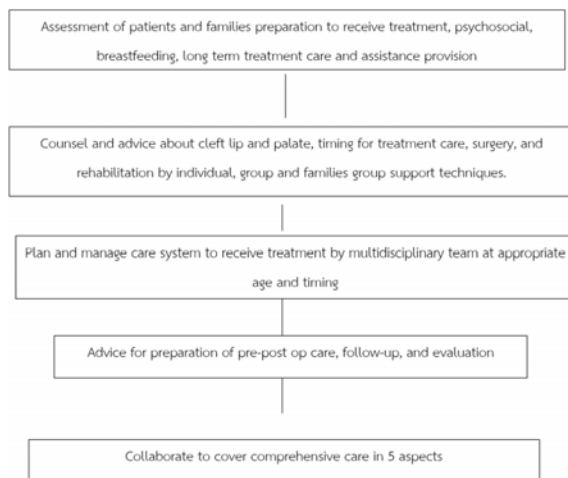 Assessment of patients and families preparation to receive treatment, psychosocial,
breastfeeding, long term treatment care and assistance provision
Counsel and advice about cleft lip and palate, timing for treatment care, surgery, and
rehabilitation by individual, group and families group support techniques.
Plan and manage care system to receive treatment by multidisciplinary team at appropriate
age and timing
Advice for preparation of pre-post op care, follow-up, and evaluation
Collaborate to cover comprehensive care in 5 aspects